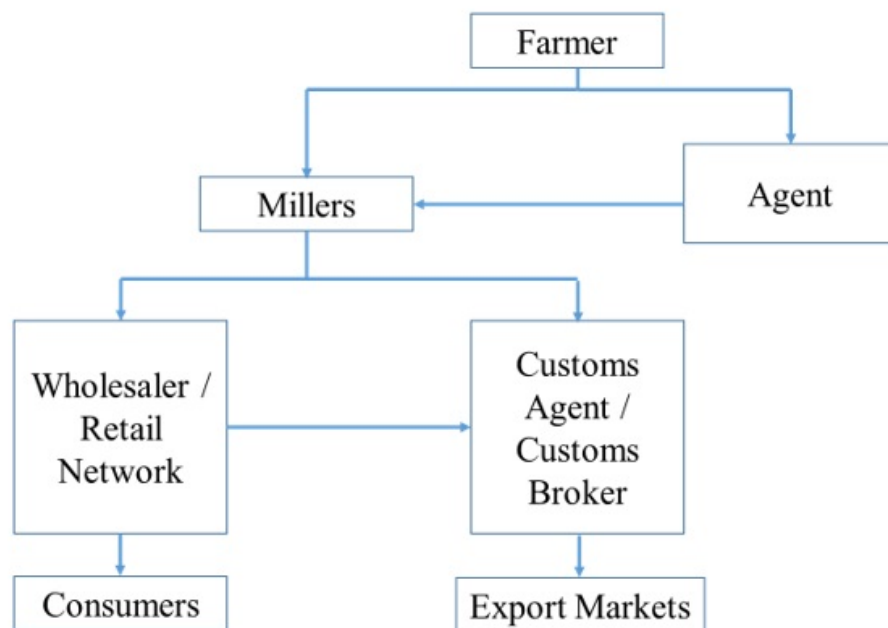 Farmer
Agent
Millers
Wholesaler /
Retail
Network
Customs
Agent /
Customs
Broker
Consumers
Export Markets